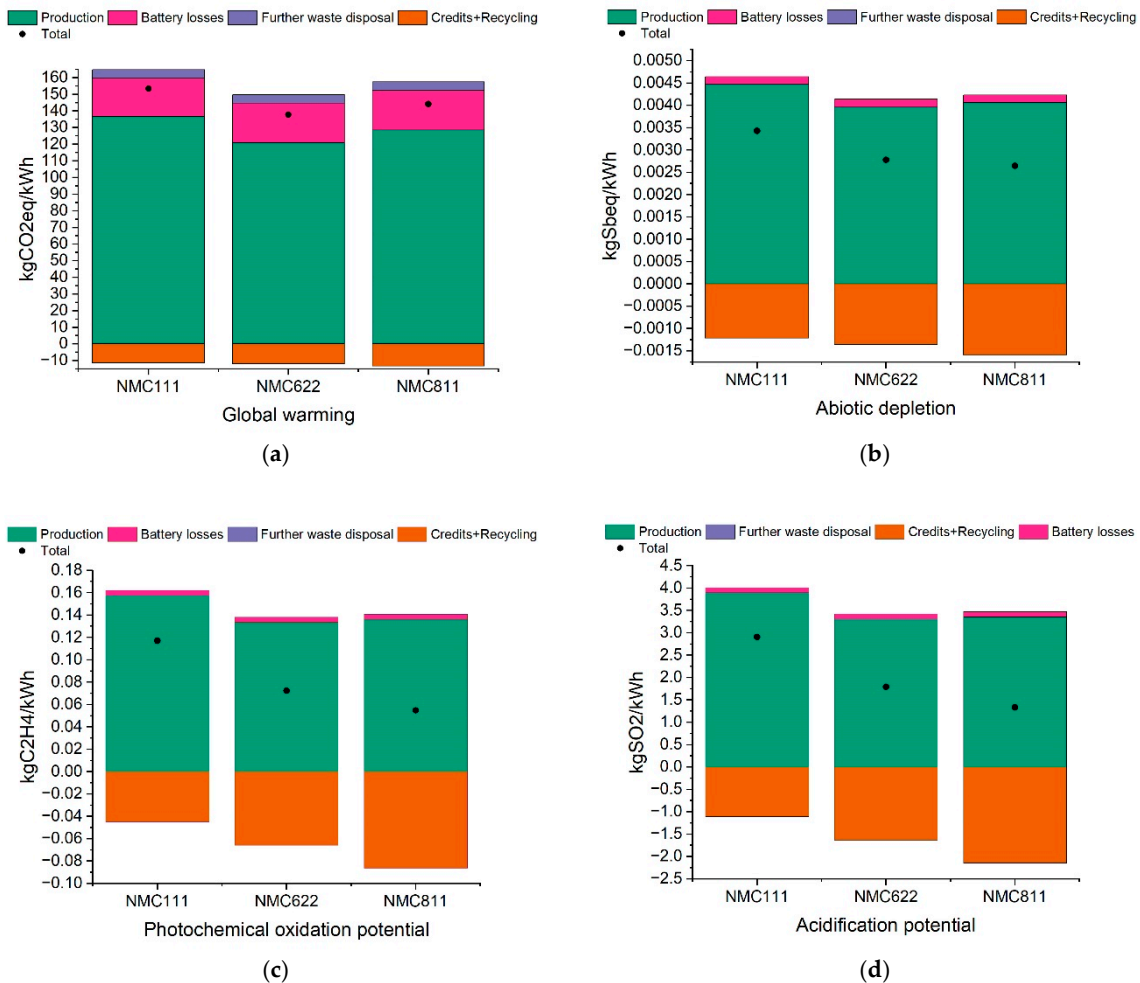 Production Battery losses Further waste disposal Credits+Recycling
Total
160
150
140
130
120
110
100
90
80
70
60
50
40
30
20
10
0
−10
kgCO2eq/kWh
NMC111 NMC622 NMC811
Global warming
(a)
Production Battery losses Further waste disposal Credits+Recycling
Total
0.0050
0.0045
0.0040
0.0035
0.0030
0.0025
0.0020
0.0015
0.0010
0.0005
0.0000
−0.0005
−0.0010
−0.0015
kgSbeq/kWh
NMC111 NMC622 NMC811
Abiotic depletion
(b)
Production Battery losses Further waste disposal Credits+Recycling
Total
0.18
0.16
0.14
0.12
0.10
0.08
0.06
0.04
0.02
0.00
−0.02
−0.04
−0.06
−0.08
−0.10
kgC2H4/kWh
NMC111 NMC622 NMC811
Photochemical oxidation potential
(c)
Production Further waste disposal Credits+Recycling Battery losses
Total
4.5
4.0
3.5
3.0
2.5
2.0
1.5
1.0
0.5
0.0
−0.5
−1.0
−1.5
−2.0
−2.5
kgSO2/kWh
NMC111 NMC622 NMC811
Acidification potential
(d)